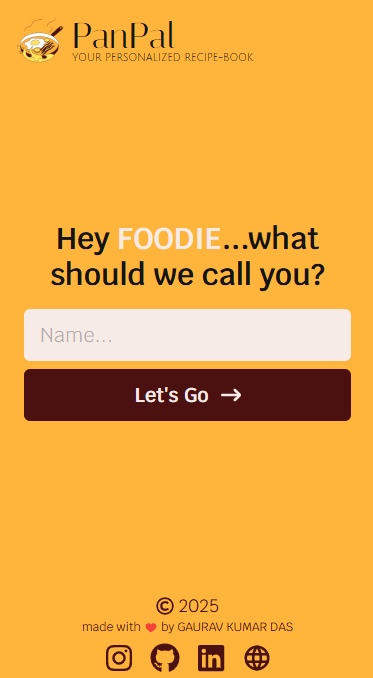 PanPal
YOUR PERSONALIZED RECIPE-BOOK
Hey FOODIE...what
should we call you?
Name...
Let's Go →
© 2025
made with ❤ by GAURAV KUMAR DAS